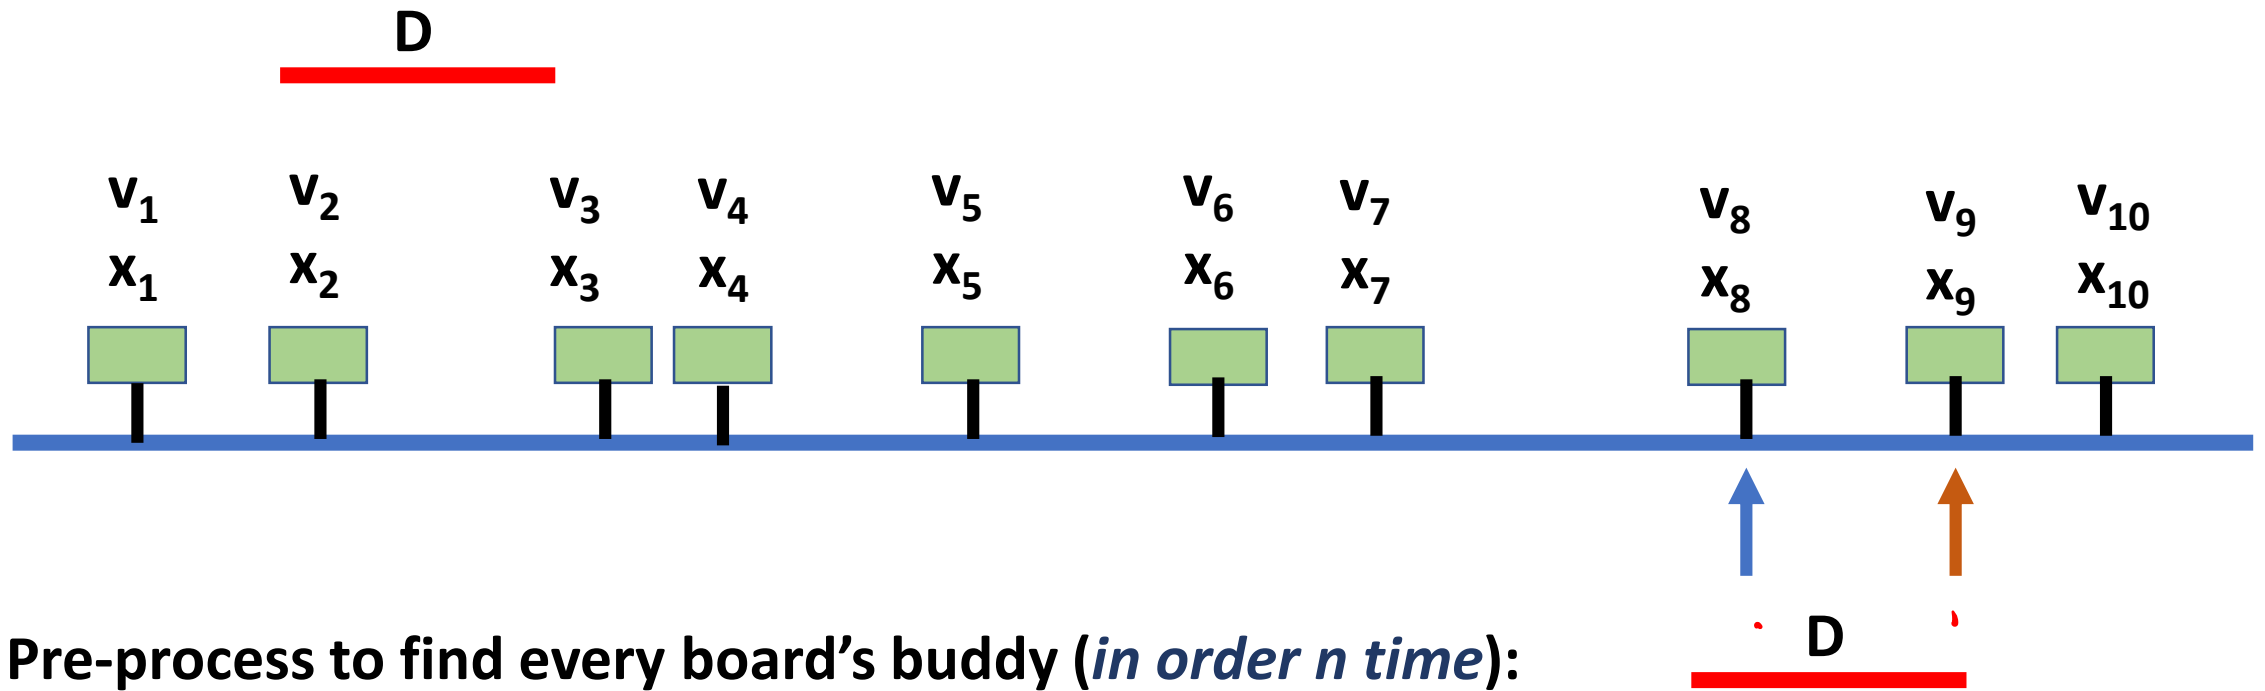 D
v₁ v₂ v₃ v₄ v₅ v₆ v₇ v₈ v₉ v₁₀
x₁ x₂ x₃ x₄ x₅ x₆ x₇ x₈ x₉ x₁₀
D
Pre-process to find every board’s buddy (in order n time):